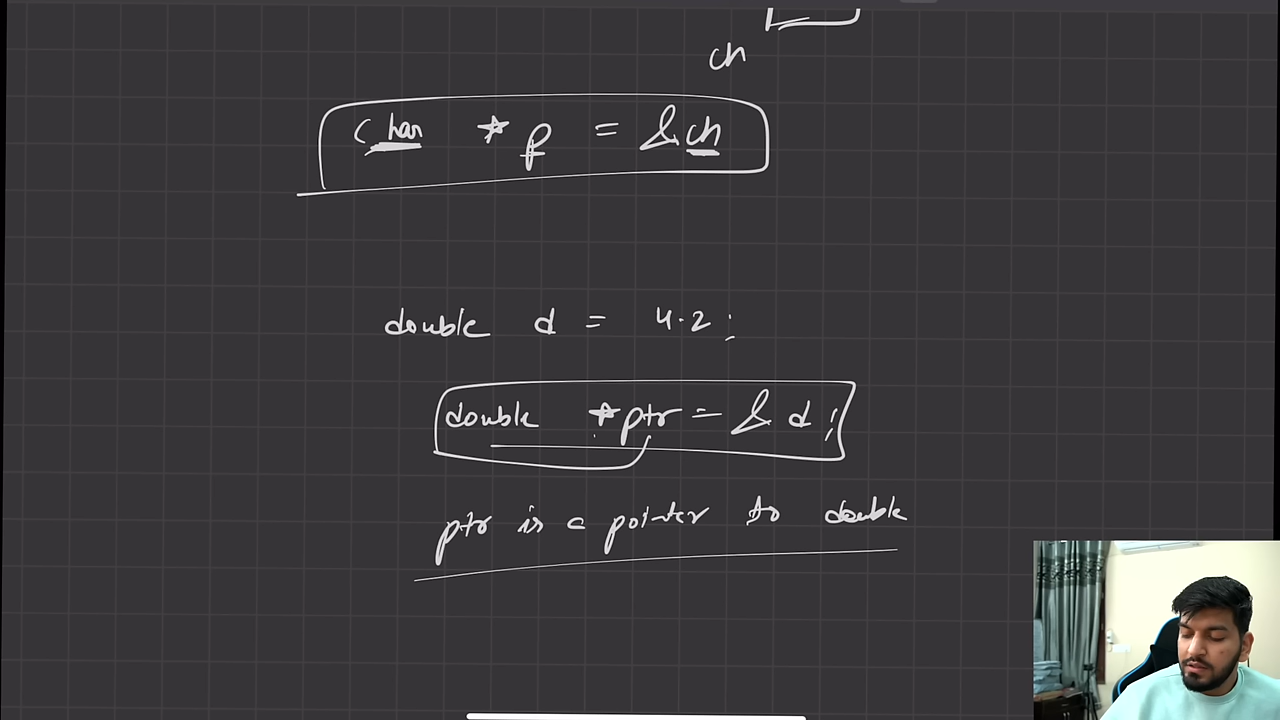 ch
char *p = &ch
double d = 4.2;
double *ptr = & d;
ptr is a pointer to double